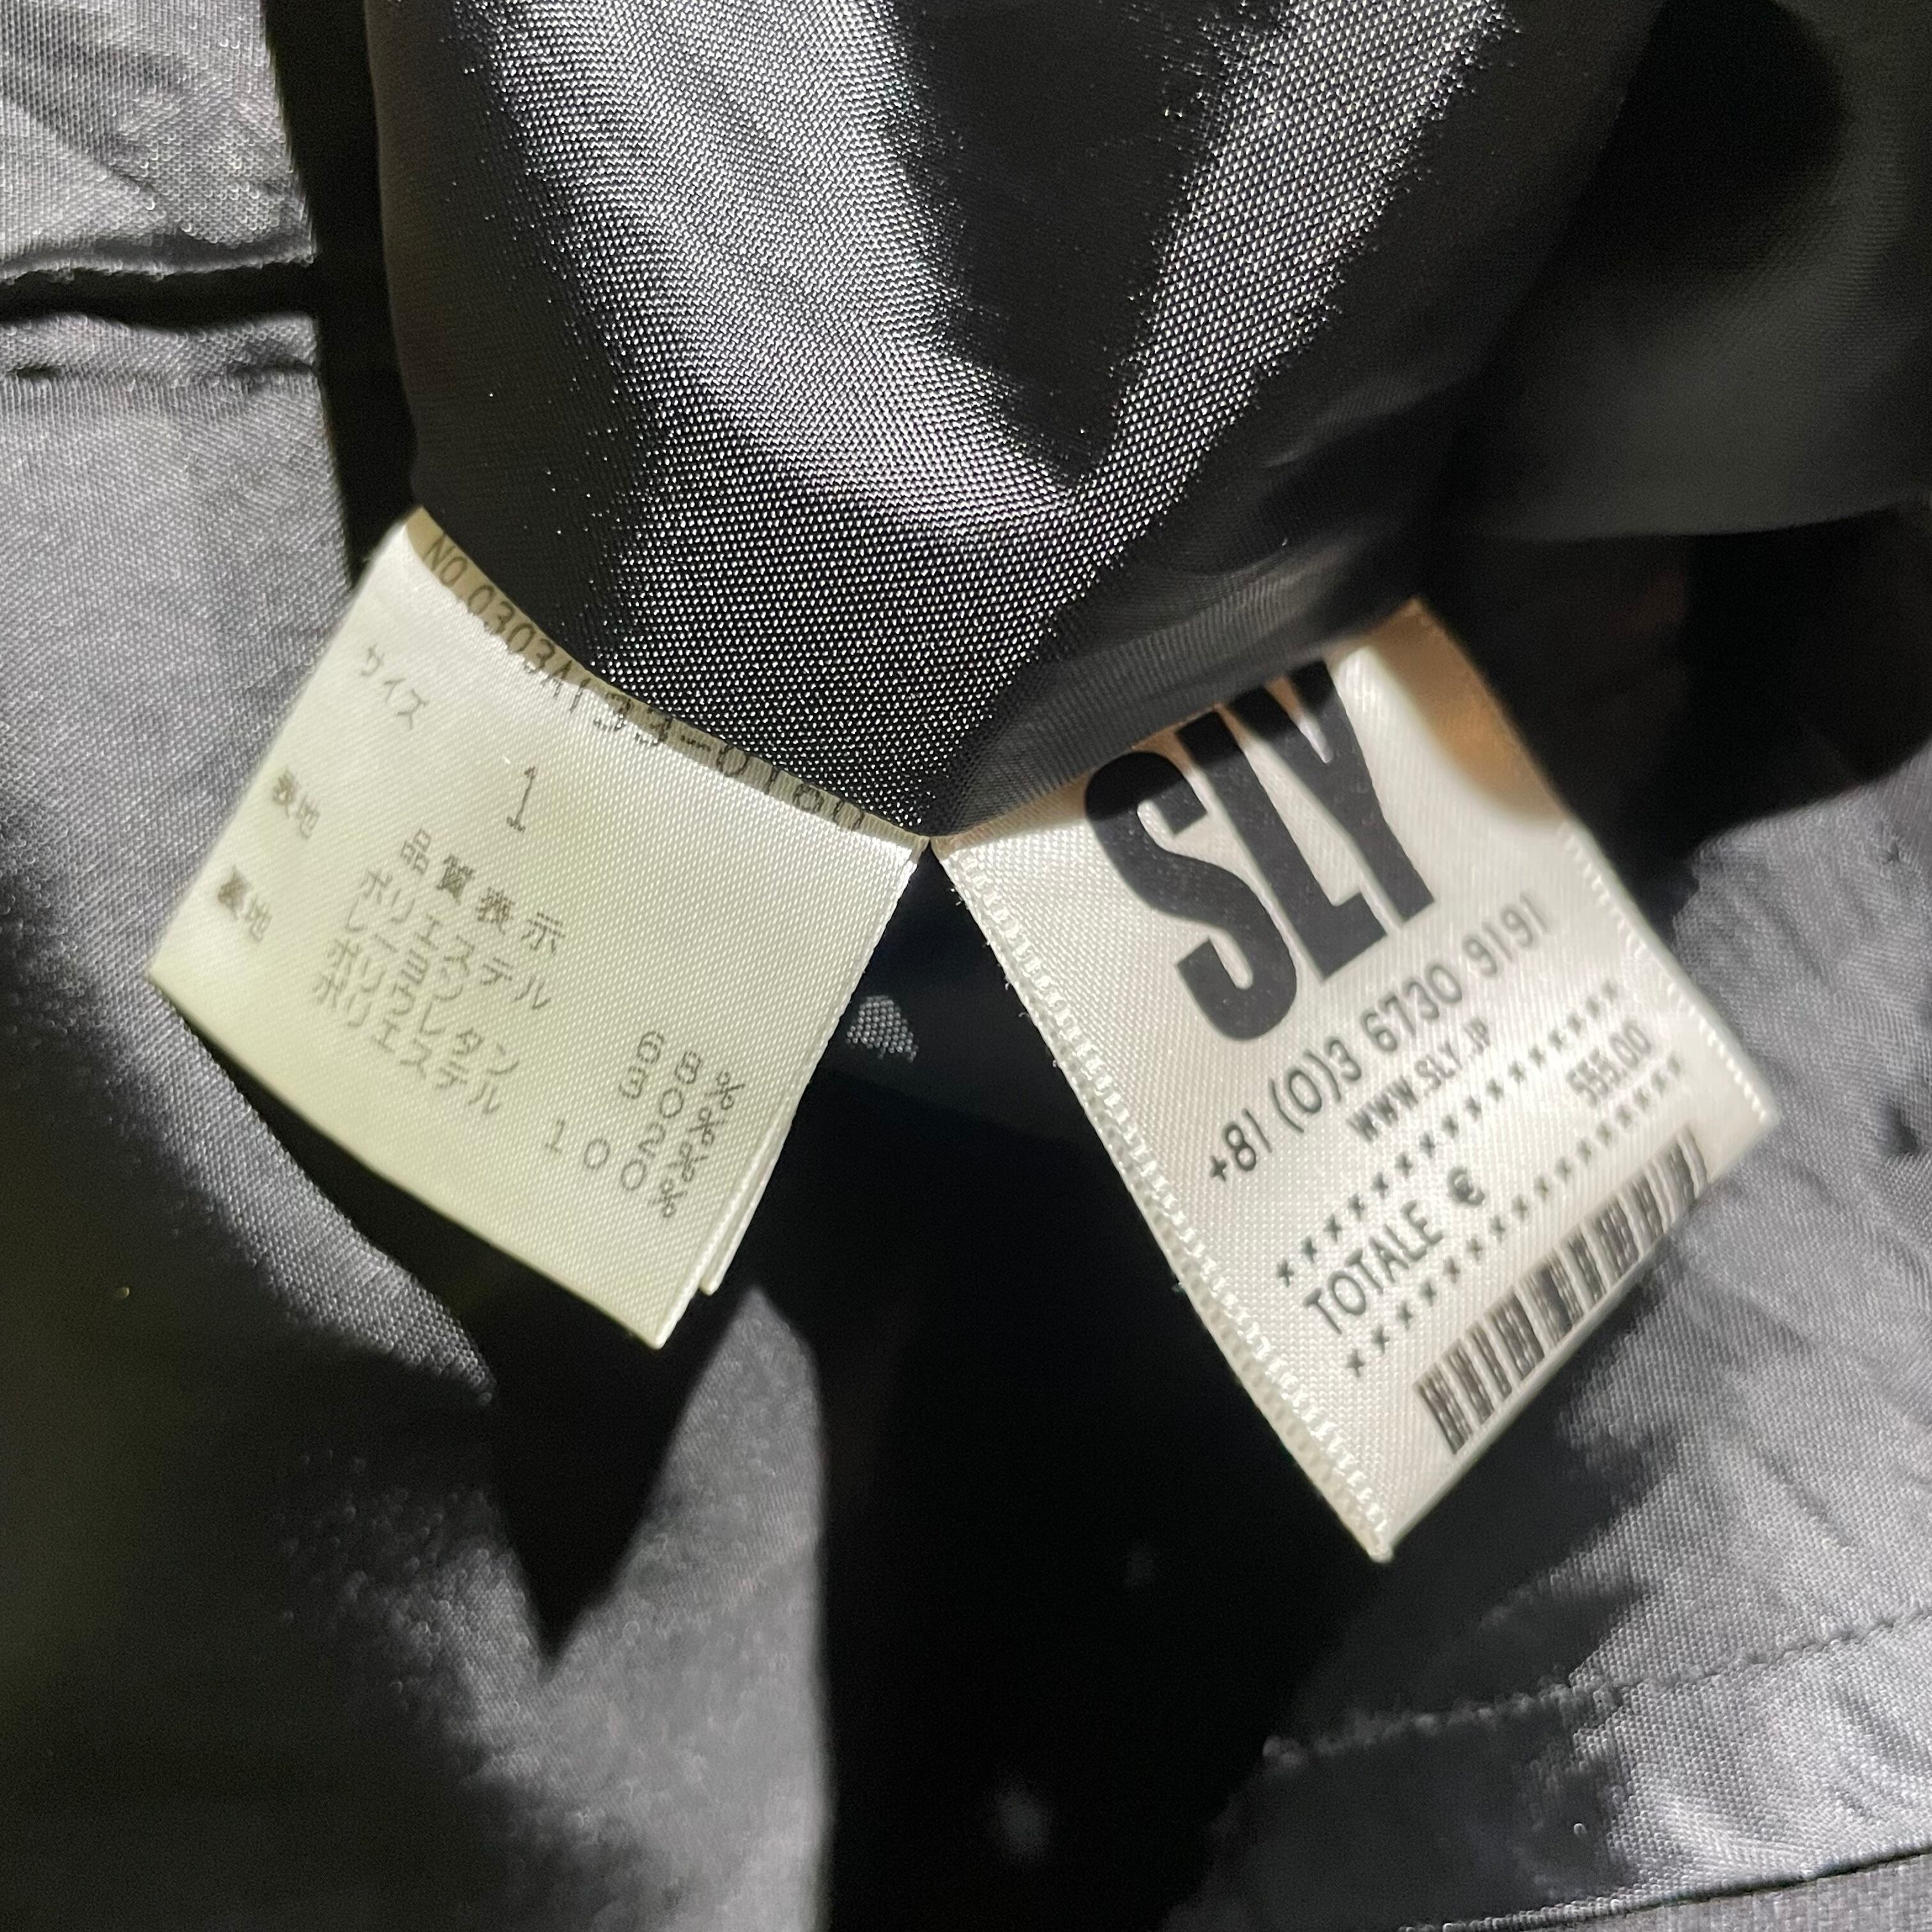 サイズ
1
品質表示
表地 ポリエステル 68%
レーヨン 30%
ポリウレタン 2%
裏地 ポリエステル 100%
SLY
+81 (0)3 6730 9191
WWW.SLY.JP
××××××××××××××××
TOTALE € 555.00
××××××××××××××××